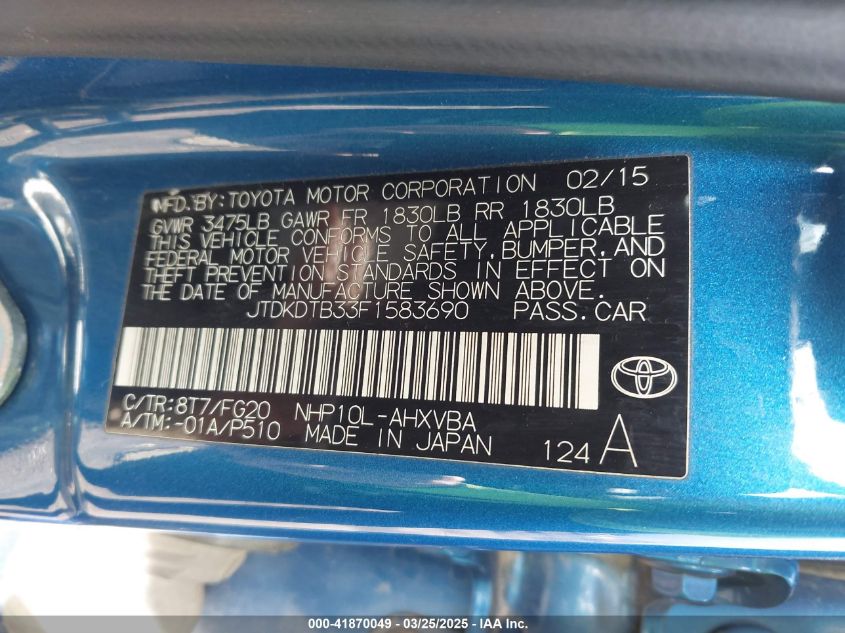 MFD. BY: TOYOTA MOTOR CORPORATION 02/15
GVWR 3475LB GAWR FR 1830LB RR 1830LB
THIS VEHICLE CONFORMS TO ALL APPLICABLE
FEDERAL MOTOR VEHICLE SAFETY, BUMPER, AND
THEFT PREVENTION STANDARDS IN EFFECT ON
THE DATE OF MANUFACTURE SHOWN ABOVE.
JTDKDTB33F1583690 PASS. CAR
C/TR:8T7/FG20 NHP10L-AHXVBA
A/TM:-01A/P510 MADE IN JAPAN 124 A
000-41870049 — 03/25/2025 — IAA Inc.